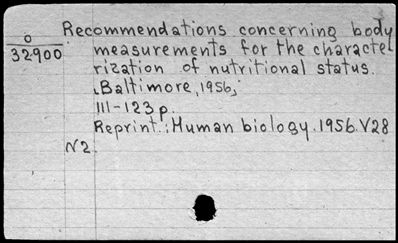 O
32900
Recommendations concerning body
measurements for the character
rization of nutritional status.
Baltimore, 1956,
111-123 p.
Reprint.: Human biology. 1956. V28
N2.